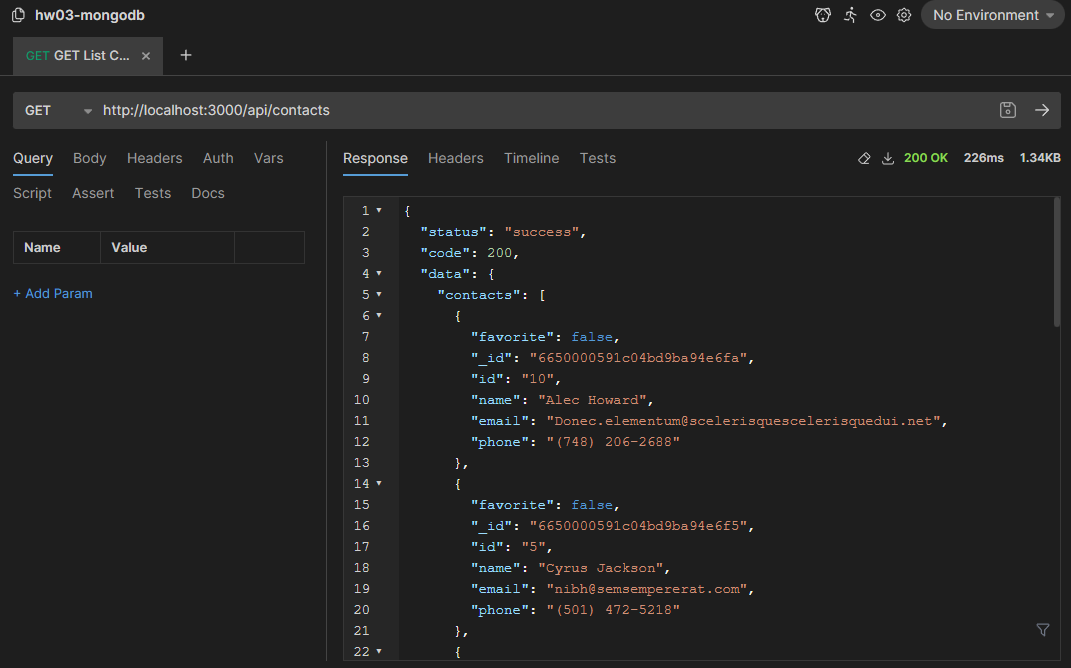 hw03-mongodb
No Environment
GET GET List C...
GET http://localhost:3000/api/contacts
Query Body Headers Auth Vars
Script Assert Tests Docs
Name Value
+ Add Param
Response Headers Timeline Tests 200 OK 226ms 1.34KB
1 {
2 "status": "success",
3 "code": 200,
4 "data": {
5 "contacts": [
6 {
7 "favorite": false,
8 "_id": "6650000591c04bd9ba94e6fa",
9 "id": "10",
10 "name": "Alec Howard",
11 "email": "Donec.elementum@scelerisquescelerisquedui.net",
12 "phone": "(748) 206-2688"
13 },
14 {
15 "favorite": false,
16 "_id": "6650000591c04bd9ba94e6f5",
17 "id": "5",
18 "name": "Cyrus Jackson",
19 "email": "nibh@semsempererat.com",
20 "phone": "(501) 472-5218"
21 },
22 {